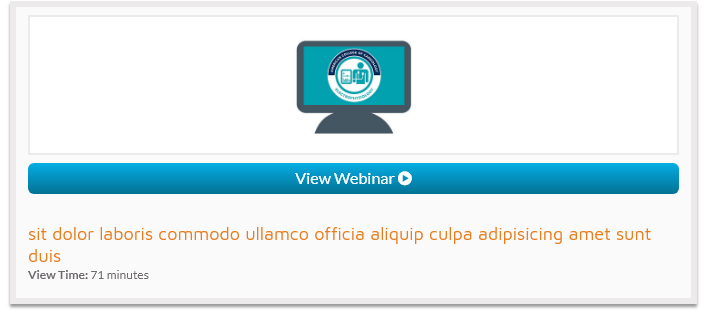 View Webinar
sit dolor laboris commodo ullamco officia aliquip culpa adipisicing amet sunt
duis
View Time: 71 minutes